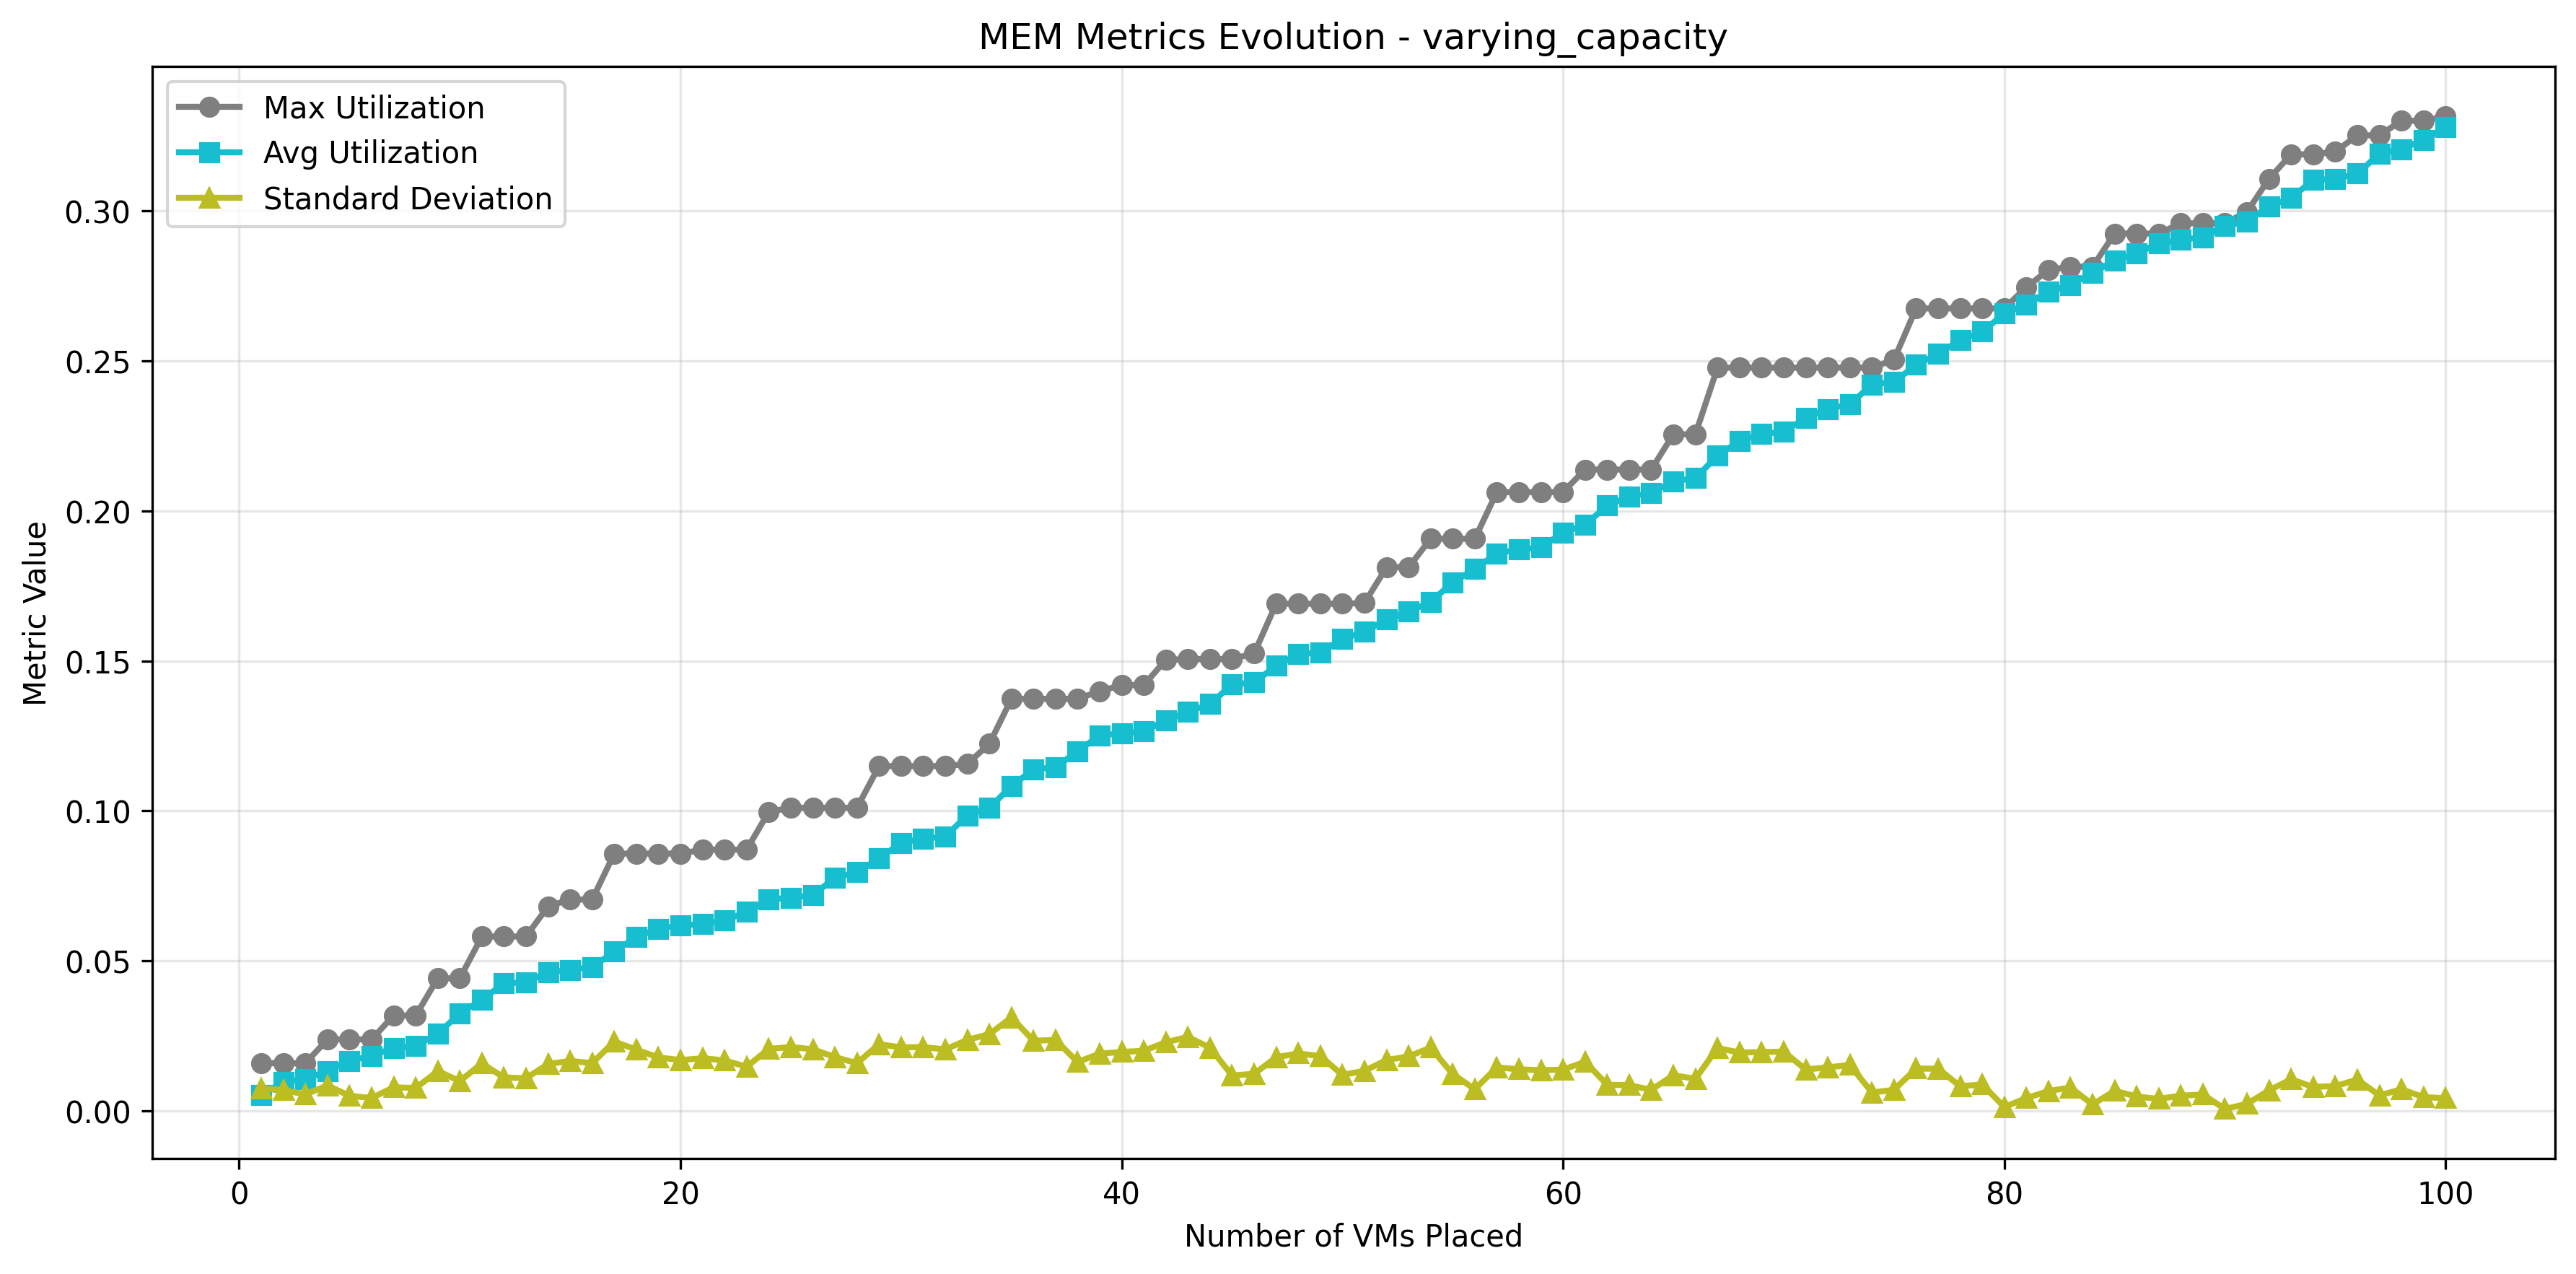 MEM Metrics Evolution - varying_capacity
Max Utilization
Avg Utilization
Standard Deviation
Metric Value
0.30
0.25
0.20
0.15
0.10
0.05
0.00
0 20 40 60 80 100
Number of VMs Placed